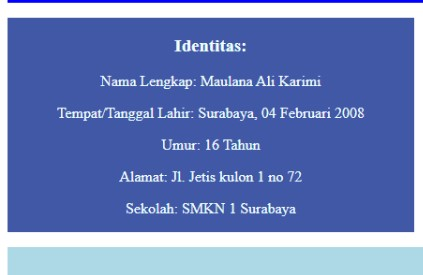 Identitas:
Nama Lengkap: Maulana Ali Karimi
Tempat/Tanggal Lahir: Surabaya, 04 Februari 2008
Umur: 16 Tahun
Alamat: Jl. Jetis kulon 1 no 72
Sekolah: SMKN 1 Surabaya